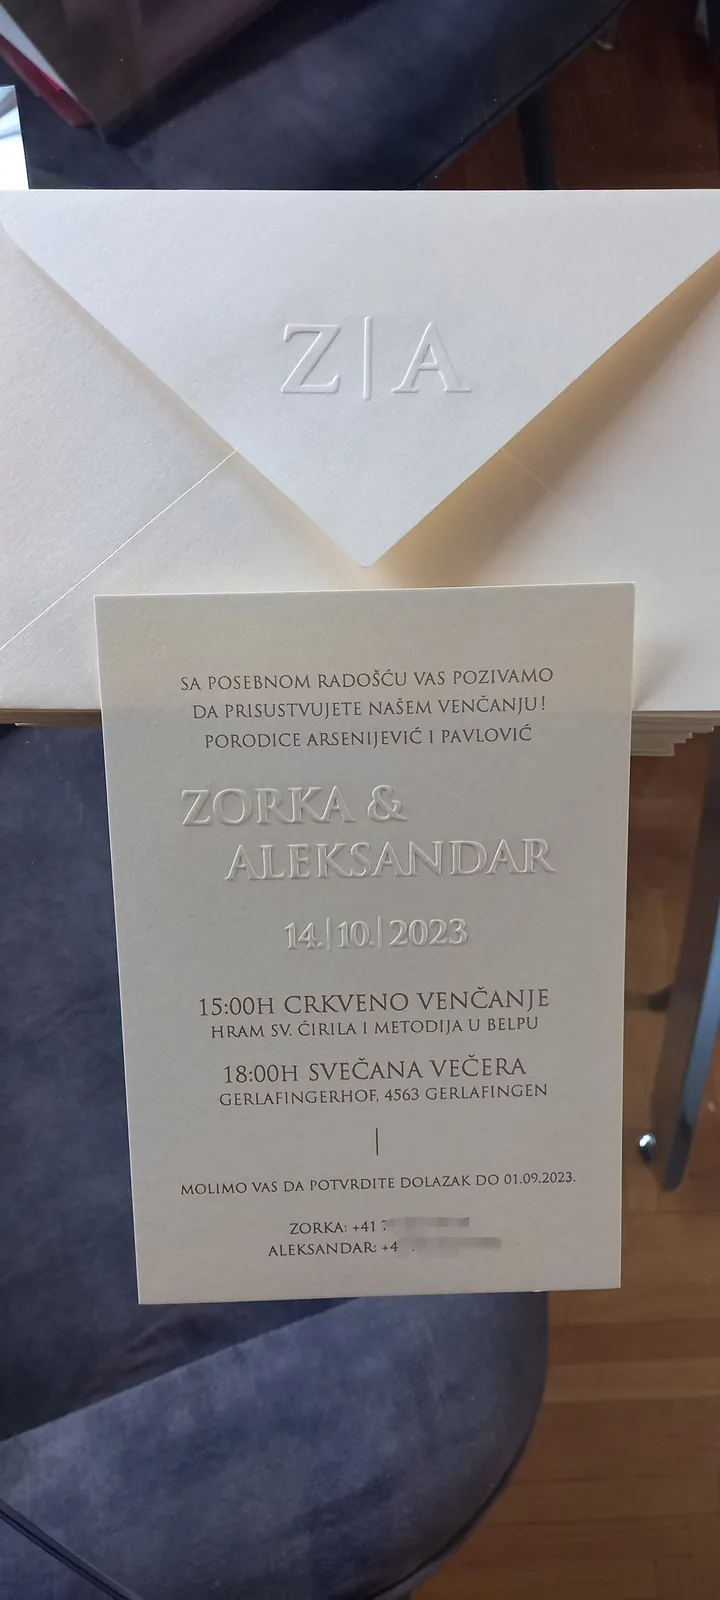 Z|A
SA POSEBNOM RADOŠĆU VAS POZIVAMO
DA PRISUSTVUJETE NAŠEM VENČANJU!
PORODICE ARSENIJEVIĆ I PAVLOVIĆ
ZORKA &
ALEKSANDAR
14.|10.|2023
15:00H CRKVENO VENČANJE
HRAM SV. ĆIRILA I METODIJA U BELPU
18:00H SVEČANA VEČERA
GERLAFINGERHOF, 4563 GERLAFINGEN
MOLIMO VAS DA POTVRDITE DOLAZAK DO 01.09.2023.
ZORKA: +41
ALEKSANDAR: +4